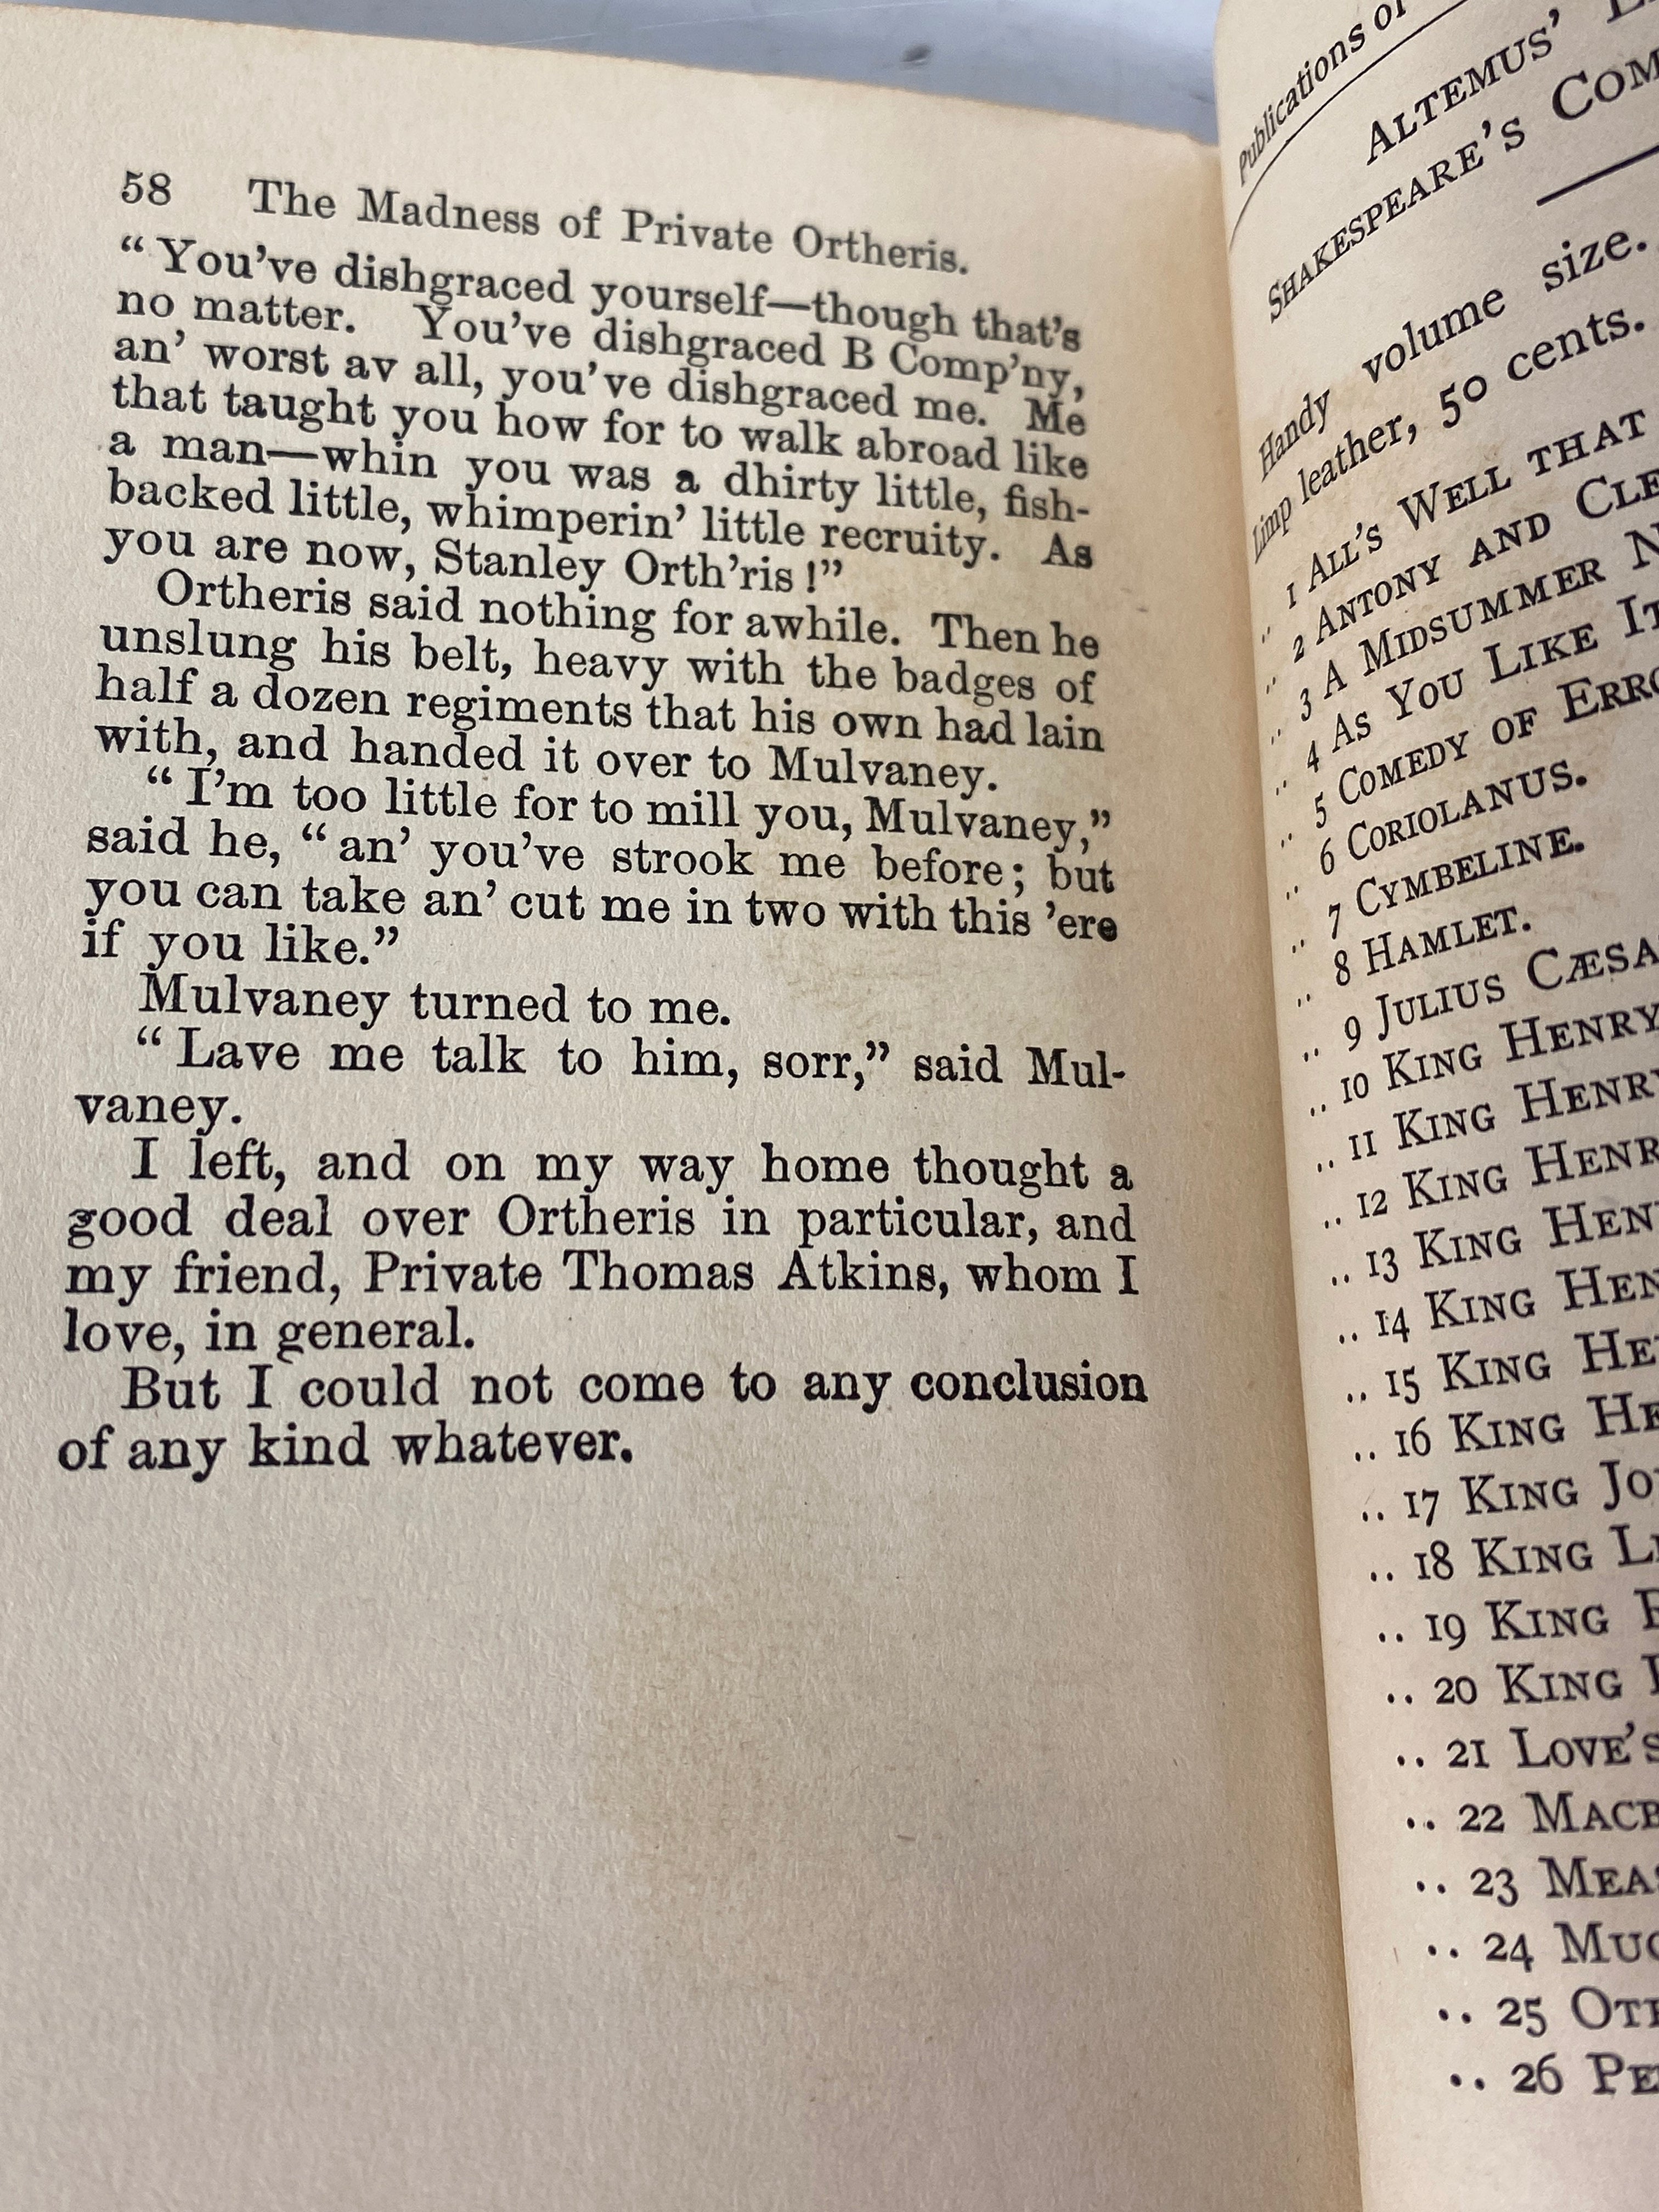 58 The Madness of Private Ortheris.
“You've dishgraced yourself—though that's
no matter. You've dishgraced B Comp'ny,
an' worst av all, you've dishgraced me. Me
that taught you how for to walk abroad like
a man—whin you was a dhirty little, fish-
backed little, whimperin' little recruity. As
you are now, Stanley Orth'ris!”
Ortheris said nothing for awhile. Then he
unslung his belt, heavy with the badges of
half a dozen regiments that his own had lain
with, and handed it over to Mulvaney.
“I'm too little for to mill you, Mulvaney,”
said he, “an' you've strook me before; but
you can take an' cut me in two with this 'ere
if you like.”
Mulvaney turned to me.
“Lave me talk to him, sorr,” said Mul-
vaney.
I left, and on my way home thought a
good deal over Ortheris in particular, and
my friend, Private Thomas Atkins, whom I
love, in general.
But I could not come to any conclusion
of any kind whatever.
Publications of
ALTEMUS'
SHAKESPEARE'S COM
Handy volume size.
Limp leather, 50 cents.
1 ALL'S WELL THAT
.. 2 ANTONY AND CLE
.. 3 A MIDSUMMER N
.. 4 AS YOU LIKE IT
.. 5 COMEDY OF ERRO
.. 6 CORIOLANUS.
.. 7 CYMBELINE.
.. 8 HAMLET.
.. 9 JULIUS CÆSA
.. 10 KING HENRY
.. 11 KING HENRY
.. 12 KING HENR
.. 13 KING HEN
.. 14 KING HEN
.. 15 KING HE
.. 16 KING HE
.. 17 KING JO
.. 18 KING L
.. 19 KING
.. 20 KING
.. 21 LOVE'S
.. 22 MACB
.. 23 MEAS
.. 24 MUC
.. 25 OTH
.. 26 PE